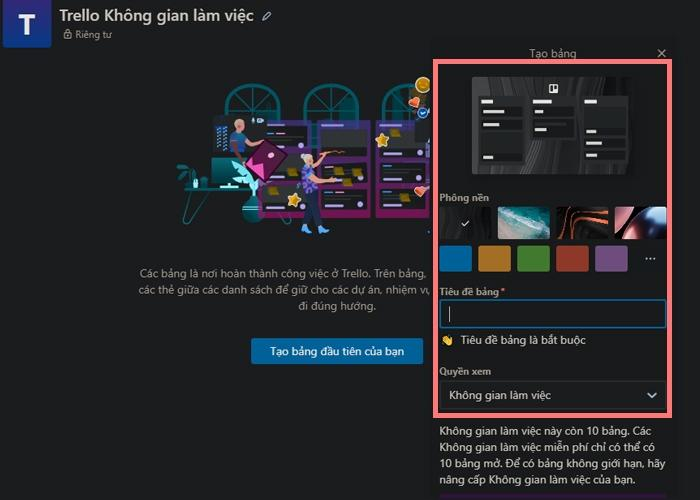 T
Trello Không gian làm việc
Riêng tư
Các bảng là nơi hoàn thành công việc ở Trello. Trên bảng,
các thẻ giữa các danh sách để giữ cho các dự án, nhiệm vụ
đi đúng hướng.
Tạo bảng đầu tiên của bạn
Tạo bảng
Phông nền
Tiêu đề bảng*
👋 Tiêu đề bảng là bắt buộc
Quyền xem
Không gian làm việc
Không gian làm việc này còn 10 bảng. Các
Không gian làm việc miễn phí chỉ có thể có
10 bảng mở. Để có bảng không giới hạn, hãy
nâng cấp Không gian làm việc của bạn.